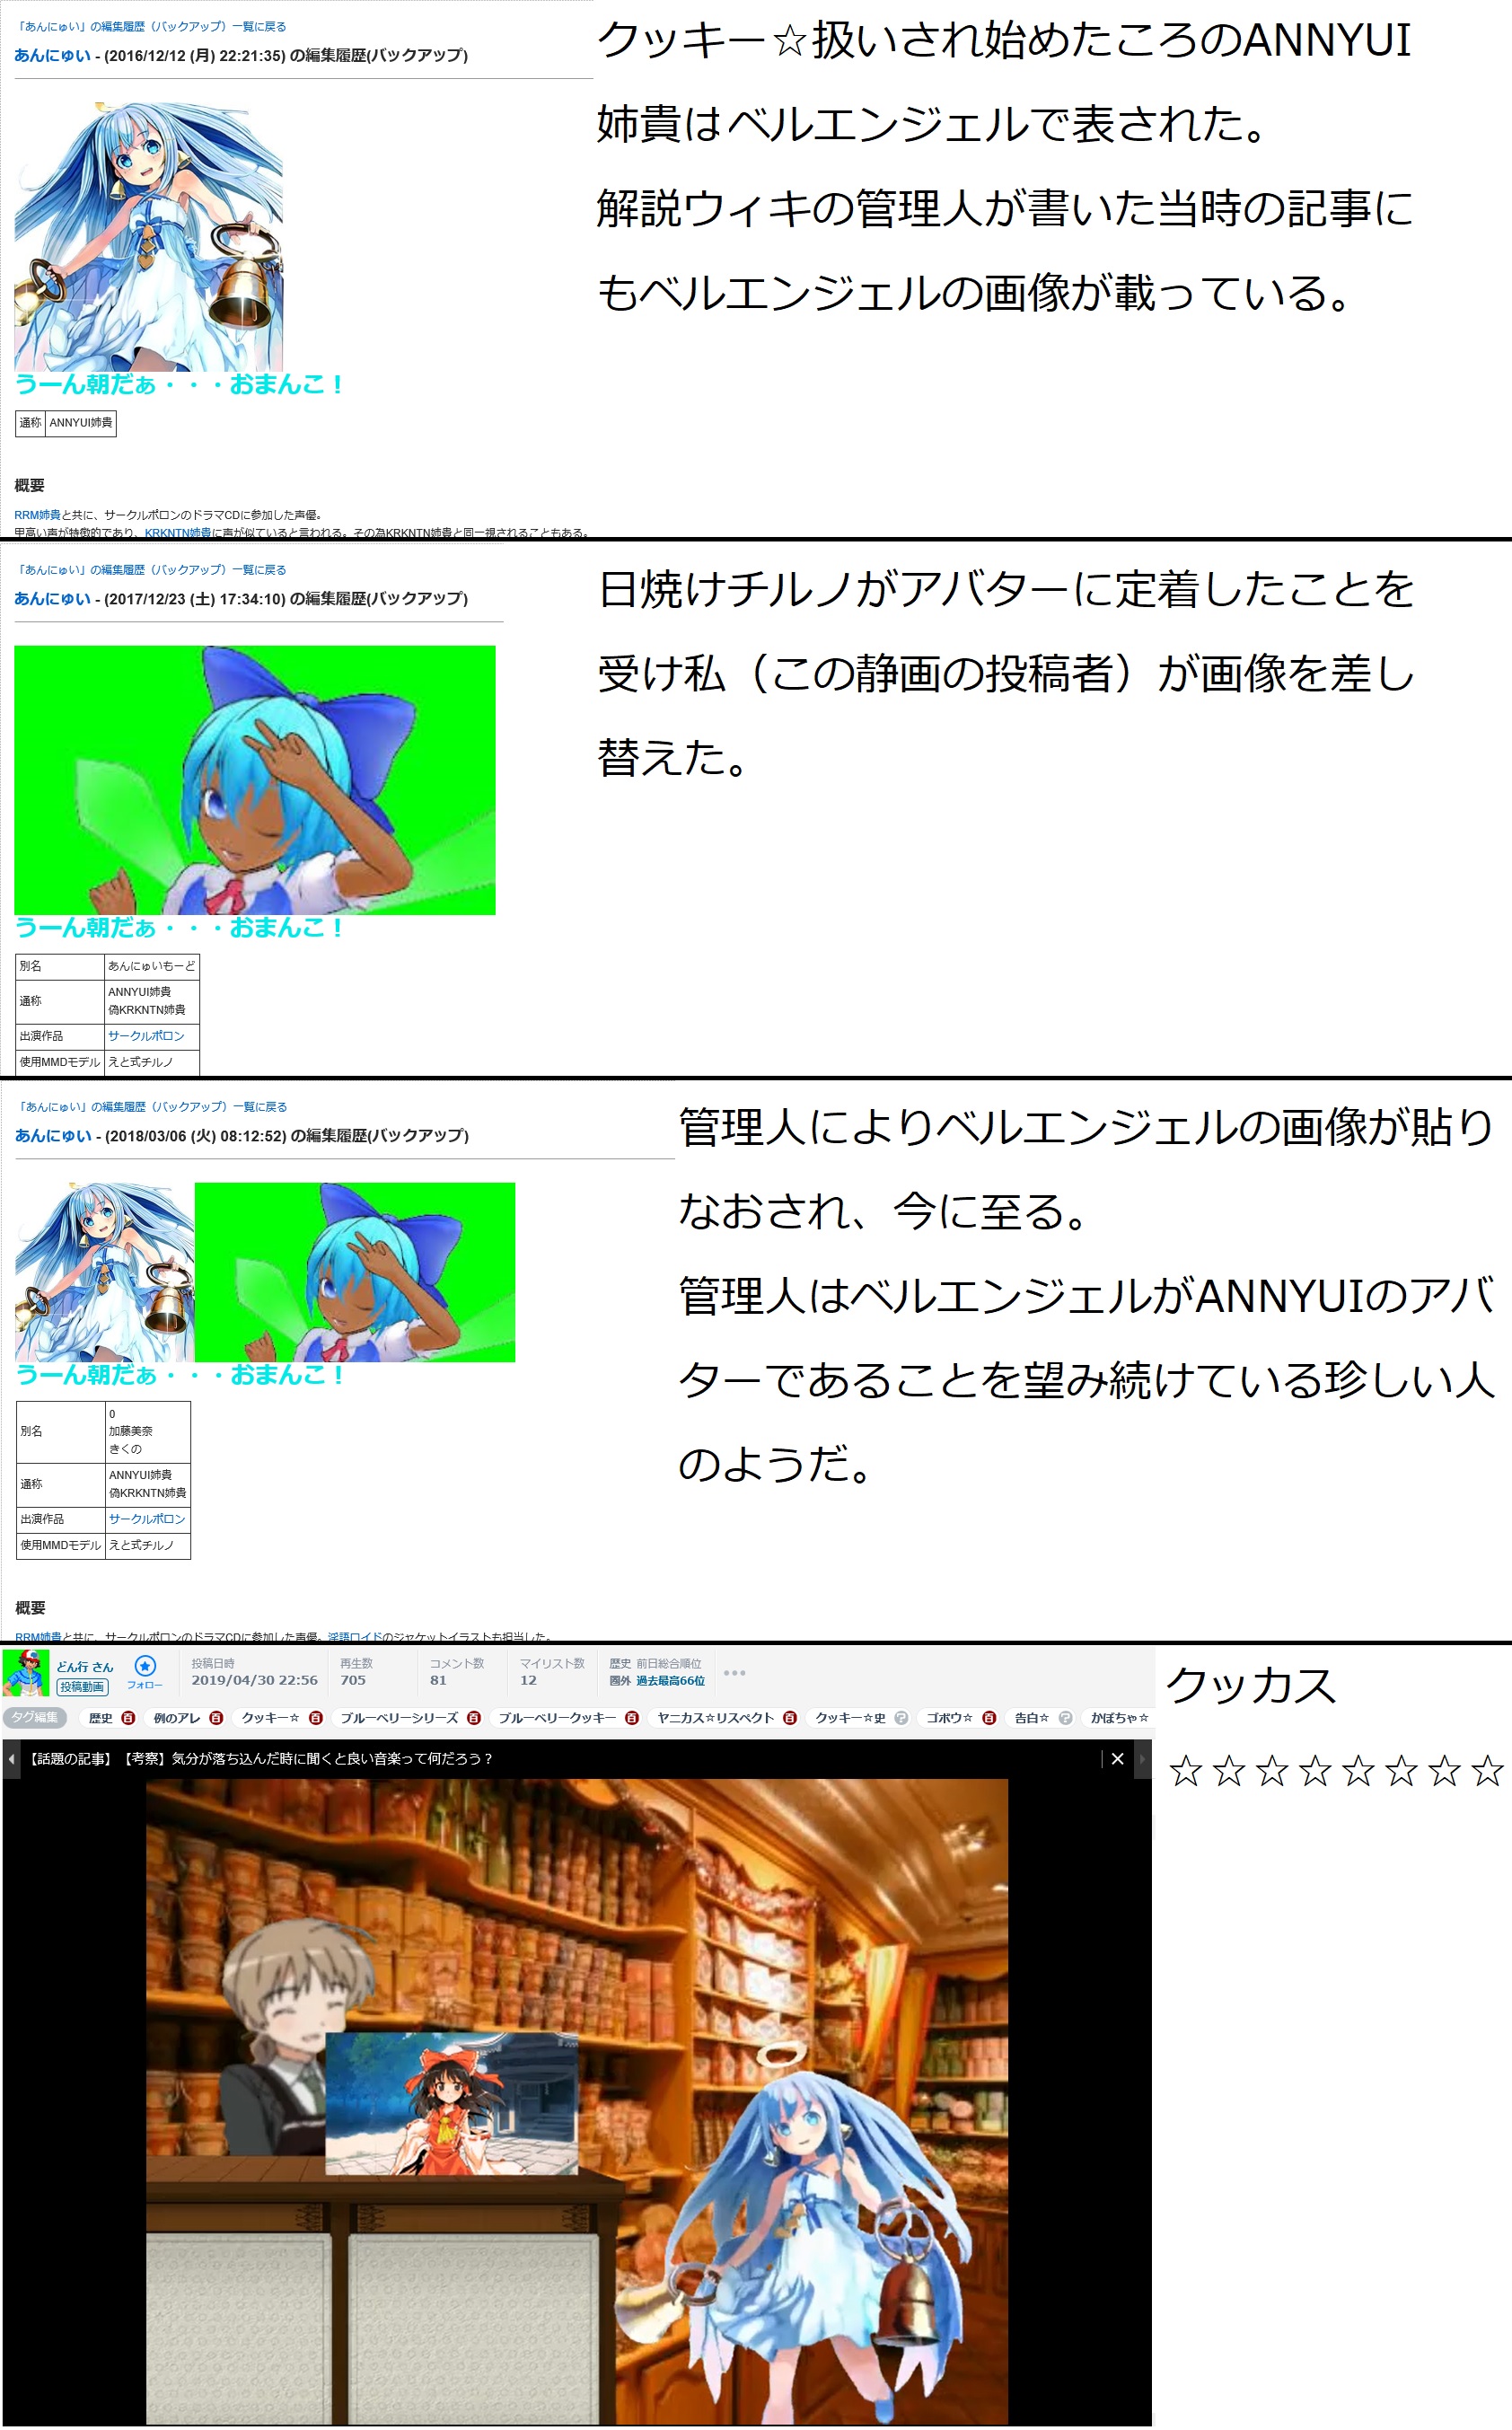 「あんにゅい」の編集履歴（バックアップ）一覧に戻る
あんにゅい - (2016/12/12 (月) 22:21:35) の編集履歴(バックアップ)
うーん朝だぁ・・・おまんこ！
通称 ANNYUI姉貴
概要
RRM姉貴と共に、サークルポロンのドラマCDに参加した声優。
甲高い声が特徴的であり、KRKNTN姉貴に声が似ていると言われる。その為KRKNTN姉貴と同一視されることもある。
クッキー☆扱いされ始めたころのANNYUI
姉貴はベルエンジェルで表された。
解説ウィキの管理人が書いた当時の記事に
もベルエンジェルの画像が載っている。
「あんにゅい」の編集履歴（バックアップ）一覧に戻る
あんにゅい - (2017/12/23 (土) 17:34:10) の編集履歴(バックアップ)
うーん朝だぁ・・・おまんこ！
別名 あんにゅいもーど
通称 ANNYUI姉貴
偽KRKNTN姉貴
出演作品 サークルポロン
使用MMDモデル えと式チルノ
日焼けチルノがアバターに定着したことを
受け私（この静画の投稿者）が画像を差し
替えた。
「あんにゅい」の編集履歴（バックアップ）一覧に戻る
あんにゅい - (2018/03/06 (火) 08:12:52) の編集履歴(バックアップ)
うーん朝だぁ・・・おまんこ！
別名 0
加藤美奈
きくの
通称 ANNYUI姉貴
偽KRKNTN姉貴
出演作品 サークルポロン
使用MMDモデル えと式チルノ
概要
RRM姉貴と共に、サークルポロンのドラマCDに参加した声優。淫語ロイドのジャケットイラストも担当した。
管理人によりベルエンジェルの画像が貼り
なおされ、今に至る。
管理人はベルエンジェルがANNYUIのアバ
ターであることを望み続けている珍しい人
のようだ。
どん行 さん
投稿動画
フォロー
投稿日時
2019/04/30 22:56
再生数
705
コメント数
81
マイリスト数
12
歴史 前日総合順位
圏外 過去最高66位
タグ編集 歴史 百 例のアレ 百 クッキー☆ 百 ブルーベリーシリーズ 百 ブルーベリークッキー 百 ヤニカス☆リスペクト 百 クッキー☆史 ? ゴボウ☆ 百 告白☆ ? かぼちゃ☆
【話題の記事】【考察】気分が落ち込んだ時に聞くと良い音楽って何だろう？
クッカス
☆☆☆☆☆☆☆☆